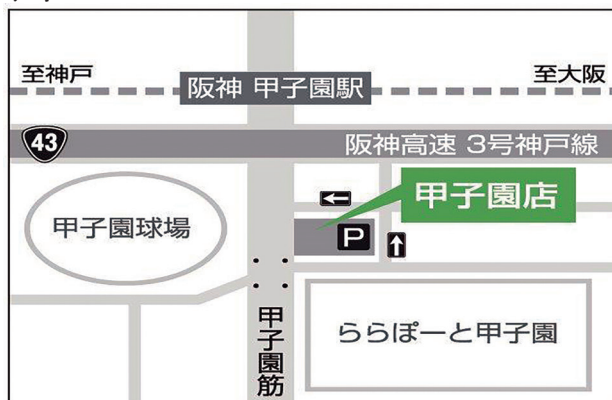 至神戸
至大阪
阪神 甲子園駅
43
阪神高速 3号神戸線
甲子園店
甲子園球場
P
甲子園筋
ららぽーと甲子園